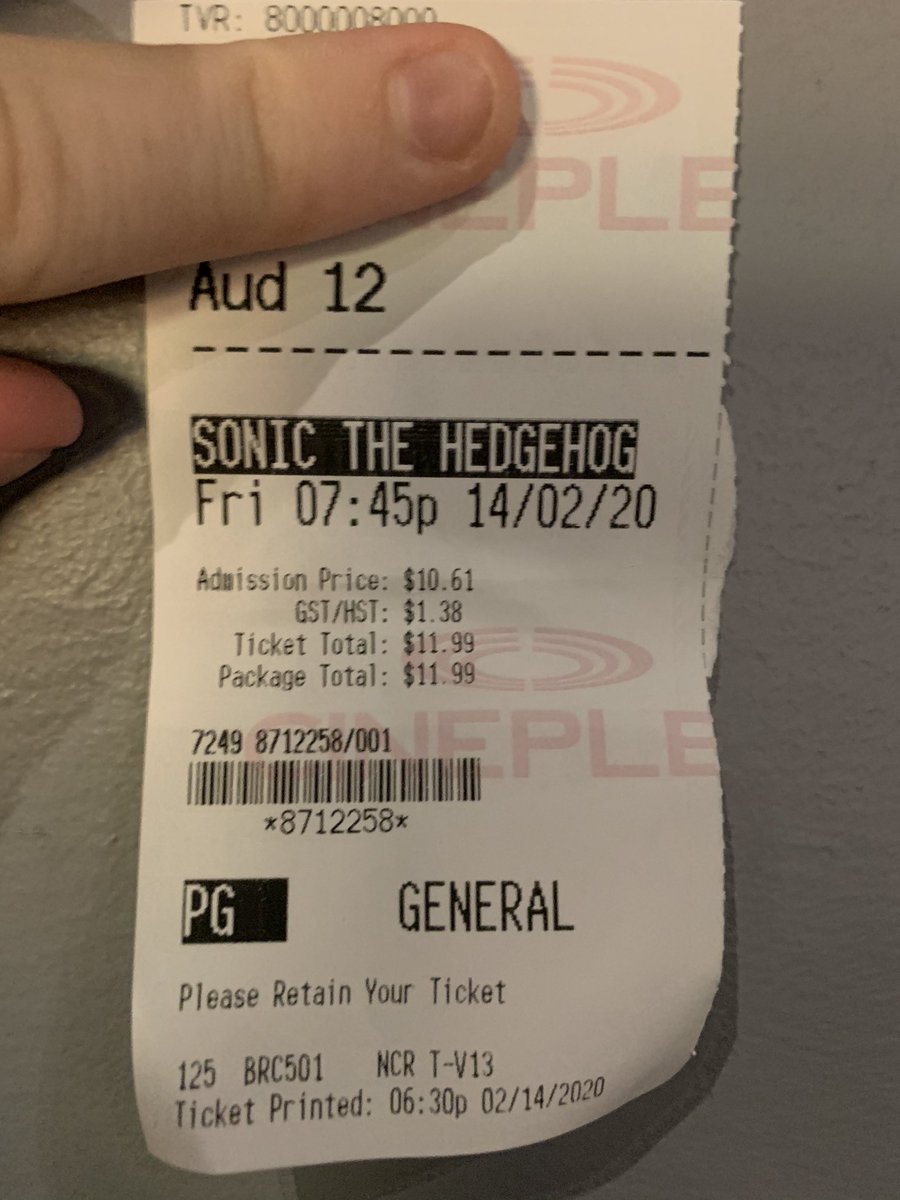 TVR: 8000008000
Aud 12
SONIC THE HEDGEHOG
Fri 07:45p 14/02/20
Admission Price: $10.61
GST/HST: $1.38
Ticket Total: $11.99
Package Total: $11.99
7249 8712258/001
*8712258*
PG GENERAL
Please Retain Your Ticket
125 BRC501 NCR T-V13
Ticket Printed: 06:30p 02/14/2020
CINEPLE